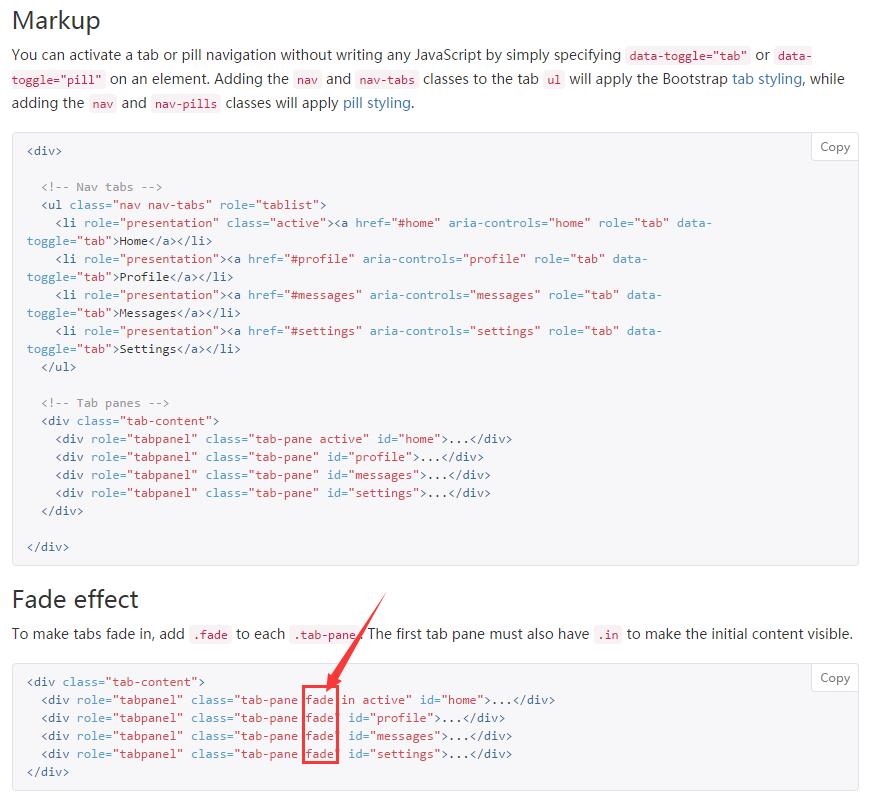 Markup
You can activate a tab or pill navigation without writing any JavaScript by simply specifying data-toggle="tab" or data-
toggle="pill" on an element. Adding the nav and nav-tabs classes to the tab ul will apply the Bootstrap tab styling, while
adding the nav and nav-pills classes will apply pill styling.
Copy
<div>
<!-- Nav tabs -->
<ul class="nav nav-tabs" role="tablist">
<li role="presentation" class="active"><a href="#home" aria-controls="home" role="tab" data-
toggle="tab">Home</a></li>
<li role="presentation"><a href="#profile" aria-controls="profile" role="tab" data-
toggle="tab">Profile</a></li>
<li role="presentation"><a href="#messages" aria-controls="messages" role="tab" data-
toggle="tab">Messages</a></li>
<li role="presentation"><a href="#settings" aria-controls="settings" role="tab" data-
toggle="tab">Settings</a></li>
</ul>
<!-- Tab panes -->
<div class="tab-content">
<div role="tabpanel" class="tab-pane active" id="home">...</div>
<div role="tabpanel" class="tab-pane" id="profile">...</div>
<div role="tabpanel" class="tab-pane" id="messages">...</div>
<div role="tabpanel" class="tab-pane" id="settings">...</div>
</div>
</div>
Fade effect
To make tabs fade in, add .fade to each .tab-pane. The first tab pane must also have .in to make the initial content visible.
Copy
<div class="tab-content">
<div role="tabpanel" class="tab-pane fade in active" id="home">...</div>
<div role="tabpanel" class="tab-pane fade" id="profile">...</div>
<div role="tabpanel" class="tab-pane fade" id="messages">...</div>
<div role="tabpanel" class="tab-pane fade" id="settings">...</div>
</div>